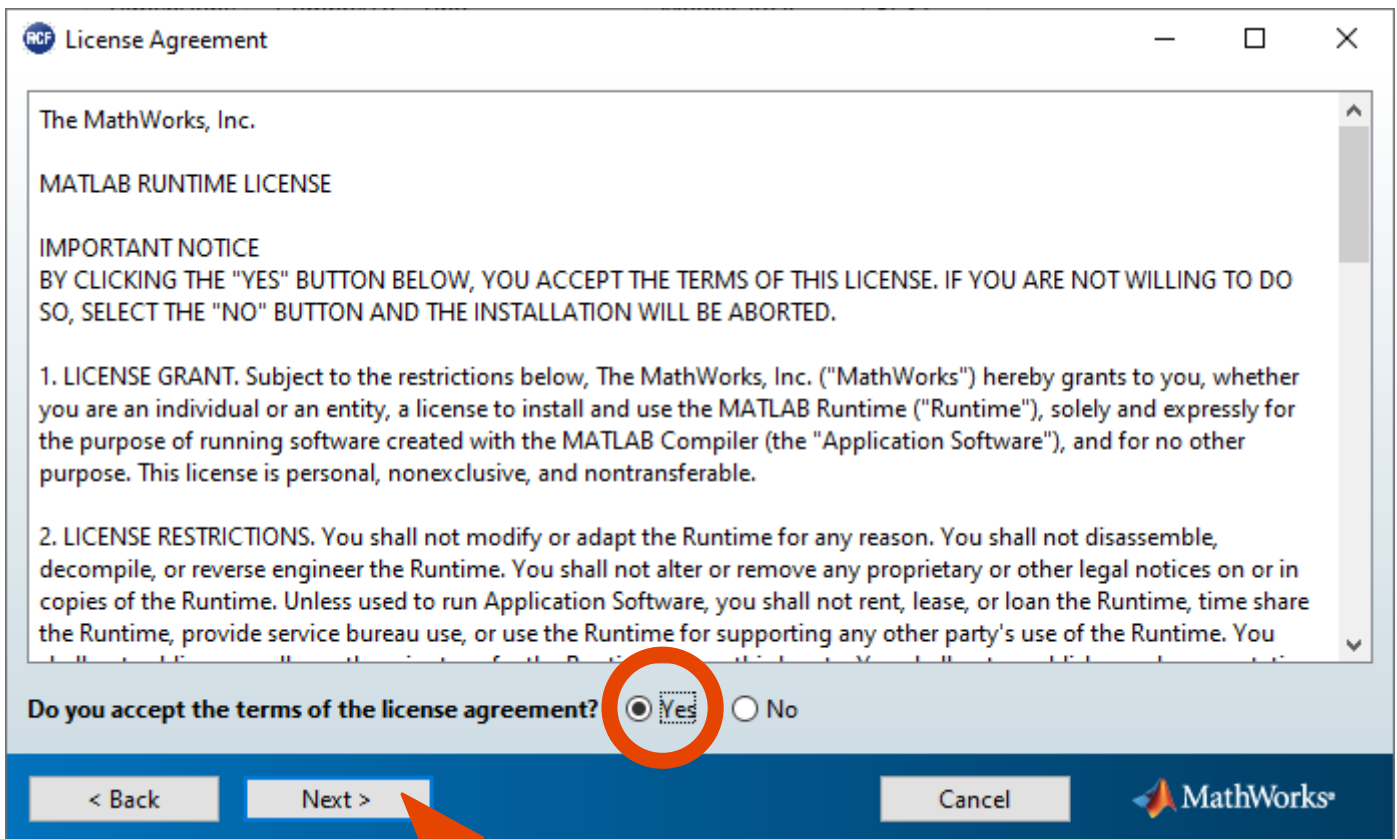 RCF License Agreement
The MathWorks, Inc.
MATLAB RUNTIME LICENSE
IMPORTANT NOTICE
BY CLICKING THE "YES" BUTTON BELOW, YOU ACCEPT THE TERMS OF THIS LICENSE. IF YOU ARE NOT WILLING TO DO
SO, SELECT THE "NO" BUTTON AND THE INSTALLATION WILL BE ABORTED.
1. LICENSE GRANT. Subject to the restrictions below, The MathWorks, Inc. ("MathWorks") hereby grants to you, whether
you are an individual or an entity, a license to install and use the MATLAB Runtime ("Runtime"), solely and expressly for
the purpose of running software created with the MATLAB Compiler (the "Application Software"), and for no other
purpose. This license is personal, nonexclusive, and nontransferable.
2. LICENSE RESTRICTIONS. You shall not modify or adapt the Runtime for any reason. You shall not disassemble,
decompile, or reverse engineer the Runtime. You shall not alter or remove any proprietary or other legal notices on or in
copies of the Runtime. Unless used to run Application Software, you shall not rent, lease, or loan the Runtime, time share
the Runtime, provide service bureau use, or use the Runtime for supporting any other party's use of the Runtime. You
Do you accept the terms of the license agreement? Yes No
< Back Next > Cancel MathWorks®